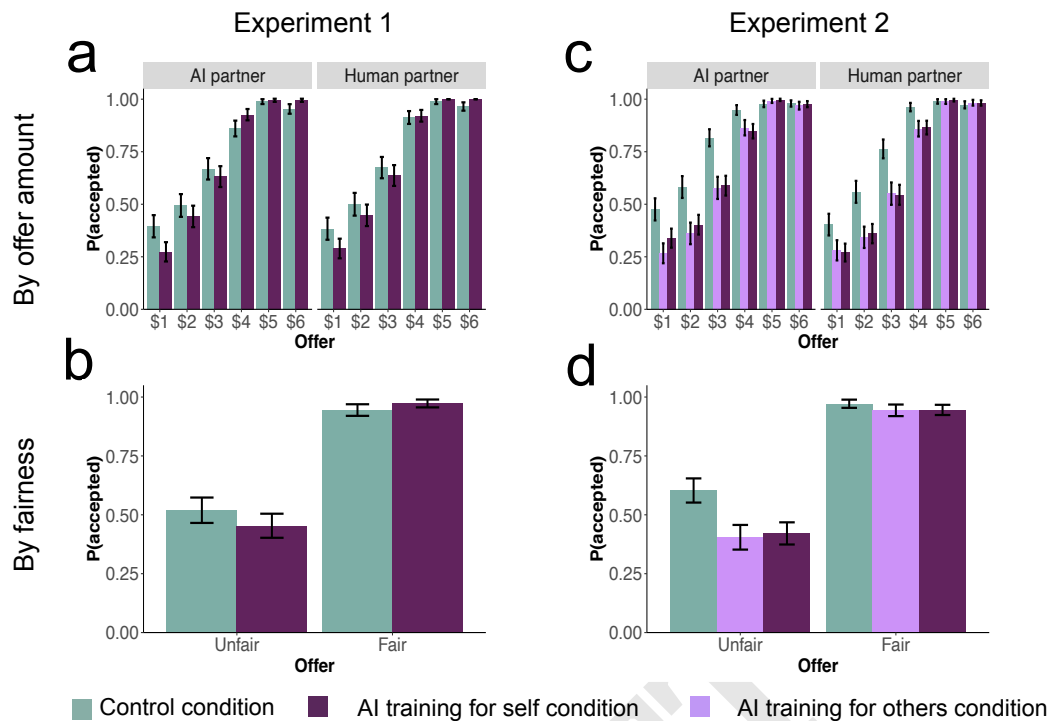 Experiment 1
Experiment 2
By offer amount
By fairness
a
AI partner
Human partner
P(accepted)
1.00
0.75
0.50
0.25
0.00
$1 $2 $3 $4 $5 $6
$1 $2 $3 $4 $5 $6
Offer
c
AI partner
Human partner
P(accepted)
1.00
0.75
0.50
0.25
0.00
$1 $2 $3 $4 $5 $6
$1 $2 $3 $4 $5 $6
Offer
b
P(accepted)
1.00
0.75
0.50
0.25
0.00
Unfair
Fair
Offer
d
P(accepted)
1.00
0.75
0.50
0.25
0.00
Unfair
Fair
Offer
Control condition
AI training for self condition
AI training for others condition